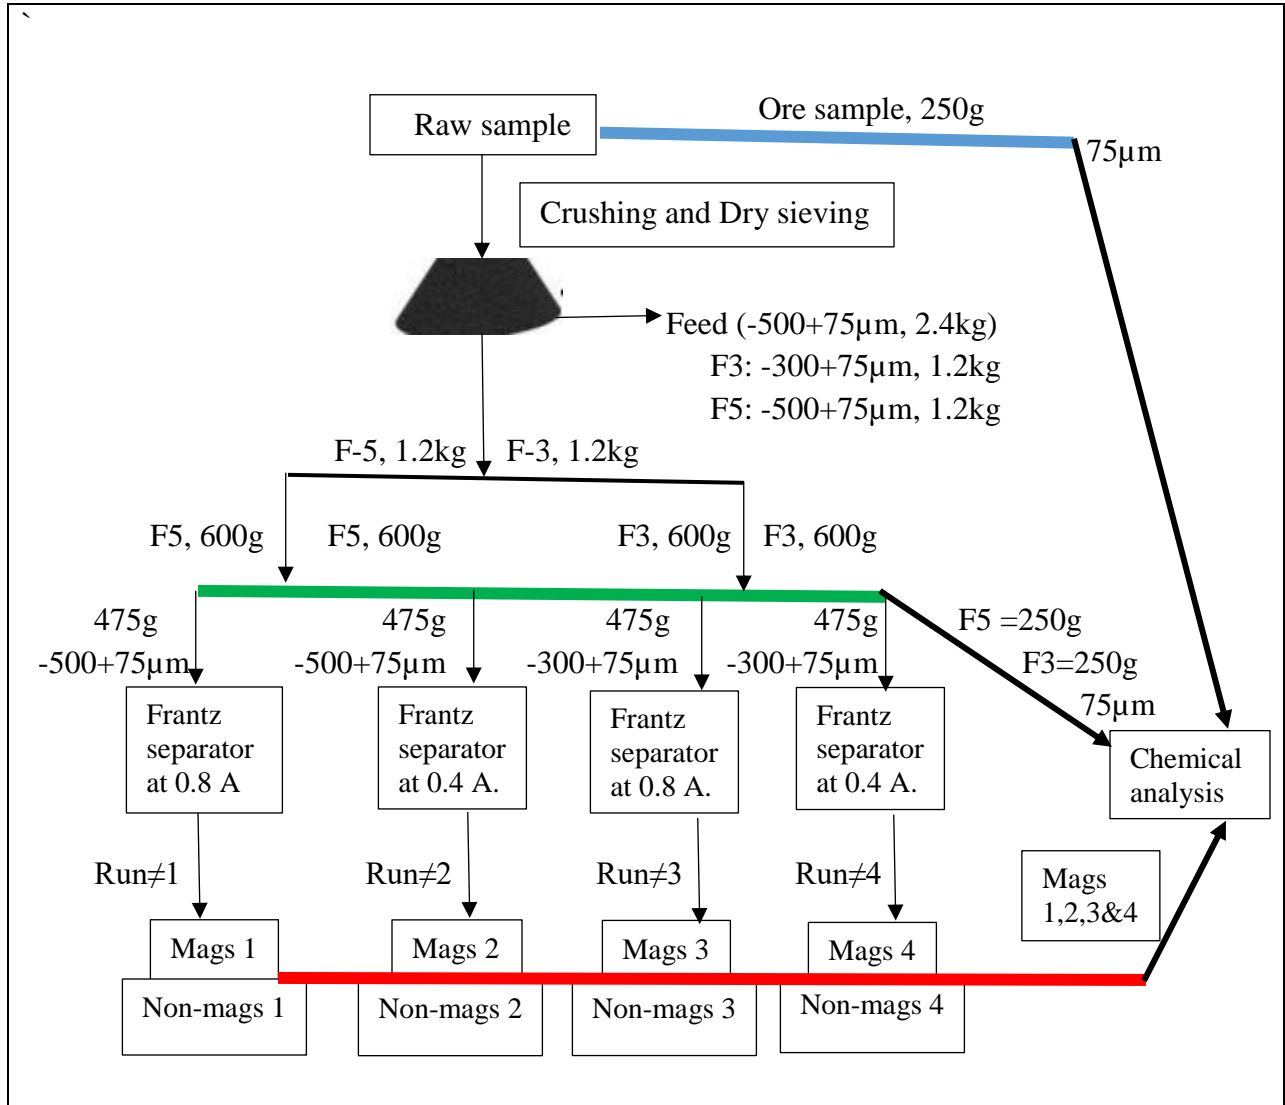 `
Raw sample
Ore sample, 250g
75µm
Crushing and Dry sieving
Feed (-500+75µm, 2.4kg)
F3: -300+75µm, 1.2kg
F5: -500+75µm, 1.2kg
F-5, 1.2kg
F-3, 1.2kg
F5, 600g
F5, 600g
F3, 600g
F3, 600g
475g
-500+75µm
475g
-500+75µm
475g
-300+75µm
475g
-300+75µm
F5 =250g
F3=250g
75µm
Frantz
separator
at 0.8 A
Frantz
separator
at 0.4 A.
Frantz
separator
at 0.8 A.
Frantz
separator
at 0.4 A.
Chemical
analysis
Run≠1
Run≠2
Run≠3
Run≠4
Mags
1,2,3&4
Mags 1
Mags 2
Mags 3
Mags 4
Non-mags 1
Non-mags 2
Non-mags 3
Non-mags 4